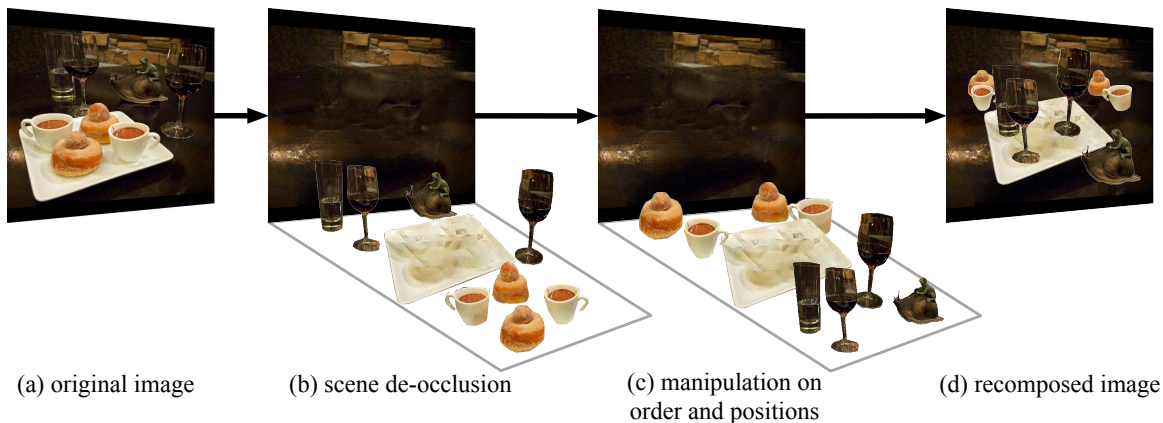 (a) original image
(b) scene de-occlusion
(c) manipulation on
order and positions
(d) recomposed image